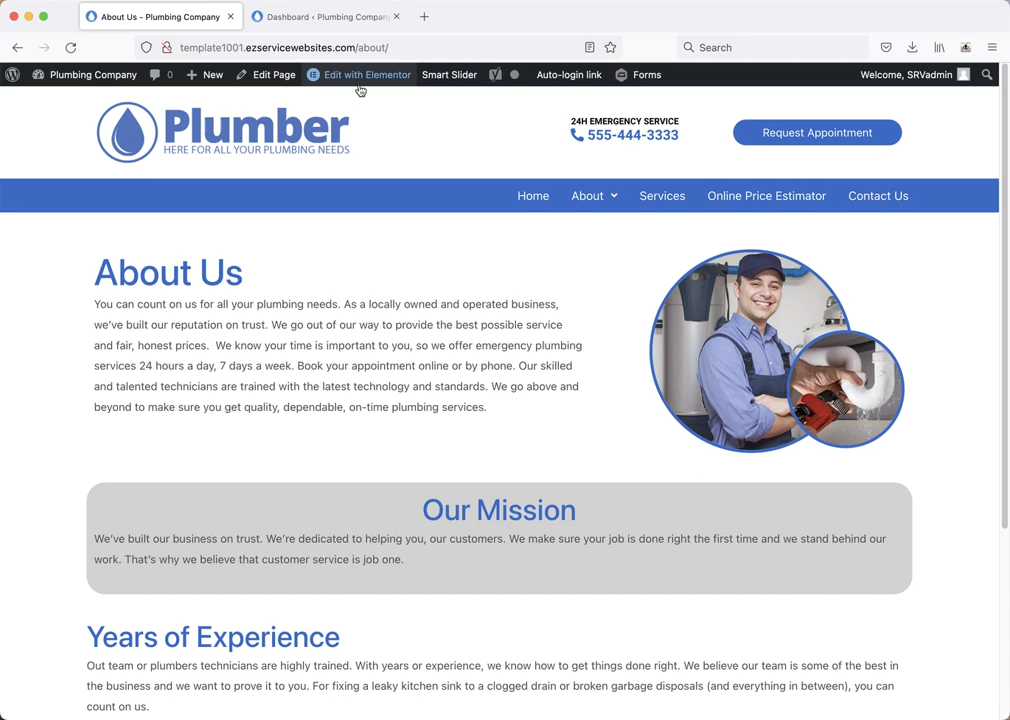 About Us - Plumbing Company
Dashboard ‹ Plumbing Company
template1001.ezservicewebsites.com/about/
Search
Plumbing Company 0 New Edit Page Edit with Elementor Smart Slider Auto-login link Forms Welcome, SRVadmin
Plumber
HERE FOR ALL YOUR PLUMBING NEEDS
24H EMERGENCY SERVICE
555-444-3333
Request Appointment
Home About Services Online Price Estimator Contact Us
About Us
You can count on us for all your plumbing needs. As a locally owned and operated business,
we've built our reputation on trust. We go out of our way to provide the best possible service
and fair, honest prices. We know your time is important to you, so we offer emergency plumbing
services 24 hours a day, 7 days a week. Book your appointment online or by phone. Our skilled
and talented technicians are trained with the latest technology and standards. We go above and
beyond to make sure you get quality, dependable, on-time plumbing services.
Our Mission
We've built our business on trust. We're dedicated to helping you, our customers. We make sure your job is done right the first time and we stand behind our
work. That's why we believe that customer service is job one.
Years of Experience
Out team or plumbers technicians are highly trained. With years or experience, we know how to get things done right. We believe our team is some of the best in
the business and we want to prove it to you. For fixing a leaky kitchen sink to a clogged drain or broken garbage disposals (and everything in between), you can
count on us.